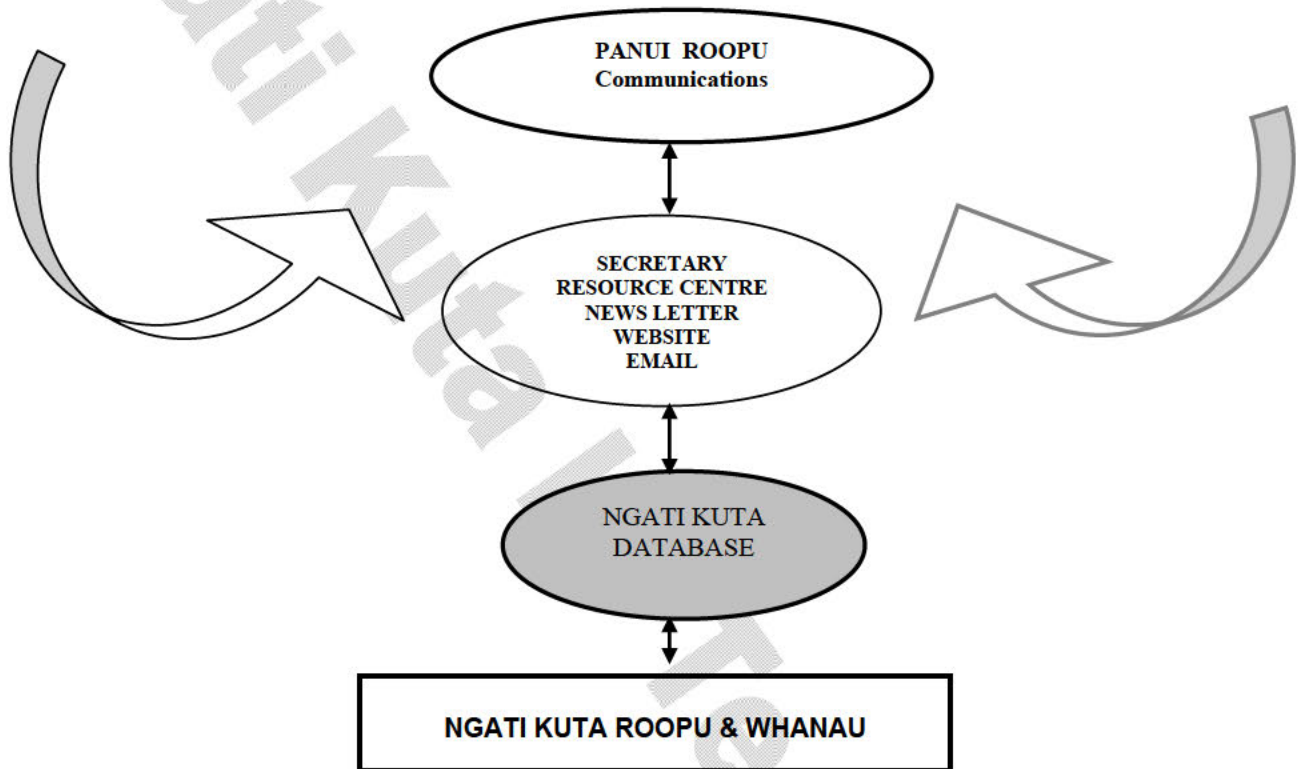 PANUI ROOPU
Communications
SECRETARY
RESOURCE CENTRE
NEWS LETTER
WEBSITE
EMAIL
NGATI KUTA
DATABASE
NGATI KUTA ROOPU & WHANAU